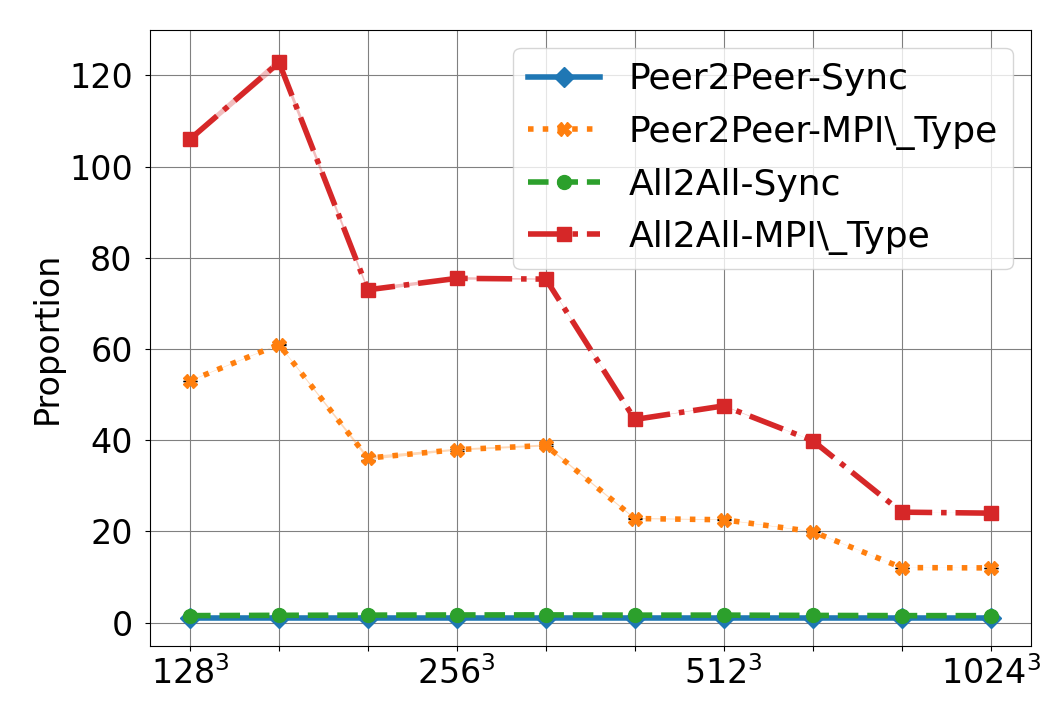 120
100
80
60
40
20
0
Proportion
Peer2Peer-Sync
Peer2Peer-MPI\_Type
All2All-Sync
All2All-MPI\_Type
128³ 256³ 512³ 1024³